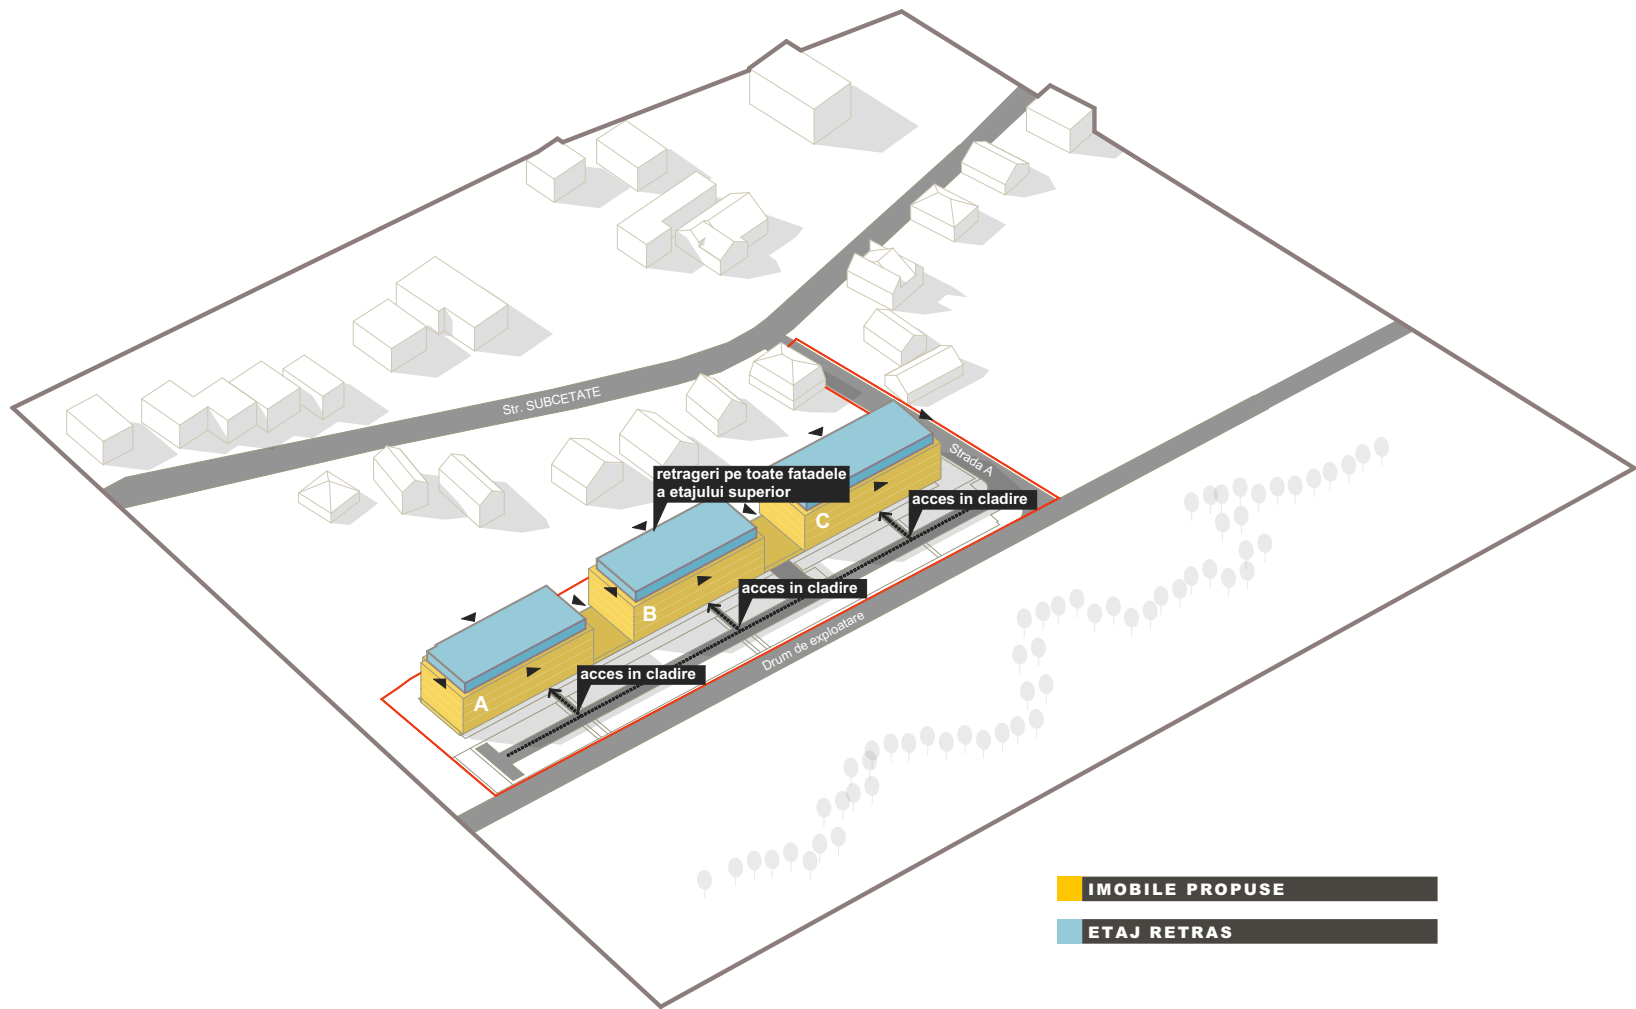 Str. SUBCETATE
retrageri pe toate fatadele
a etajului superior
Strada A
acces in cladire
C
acces in cladire
B
Drum de exploatare
acces in cladire
A
IMOBILE PROPUSE
ETAJ RETRAS